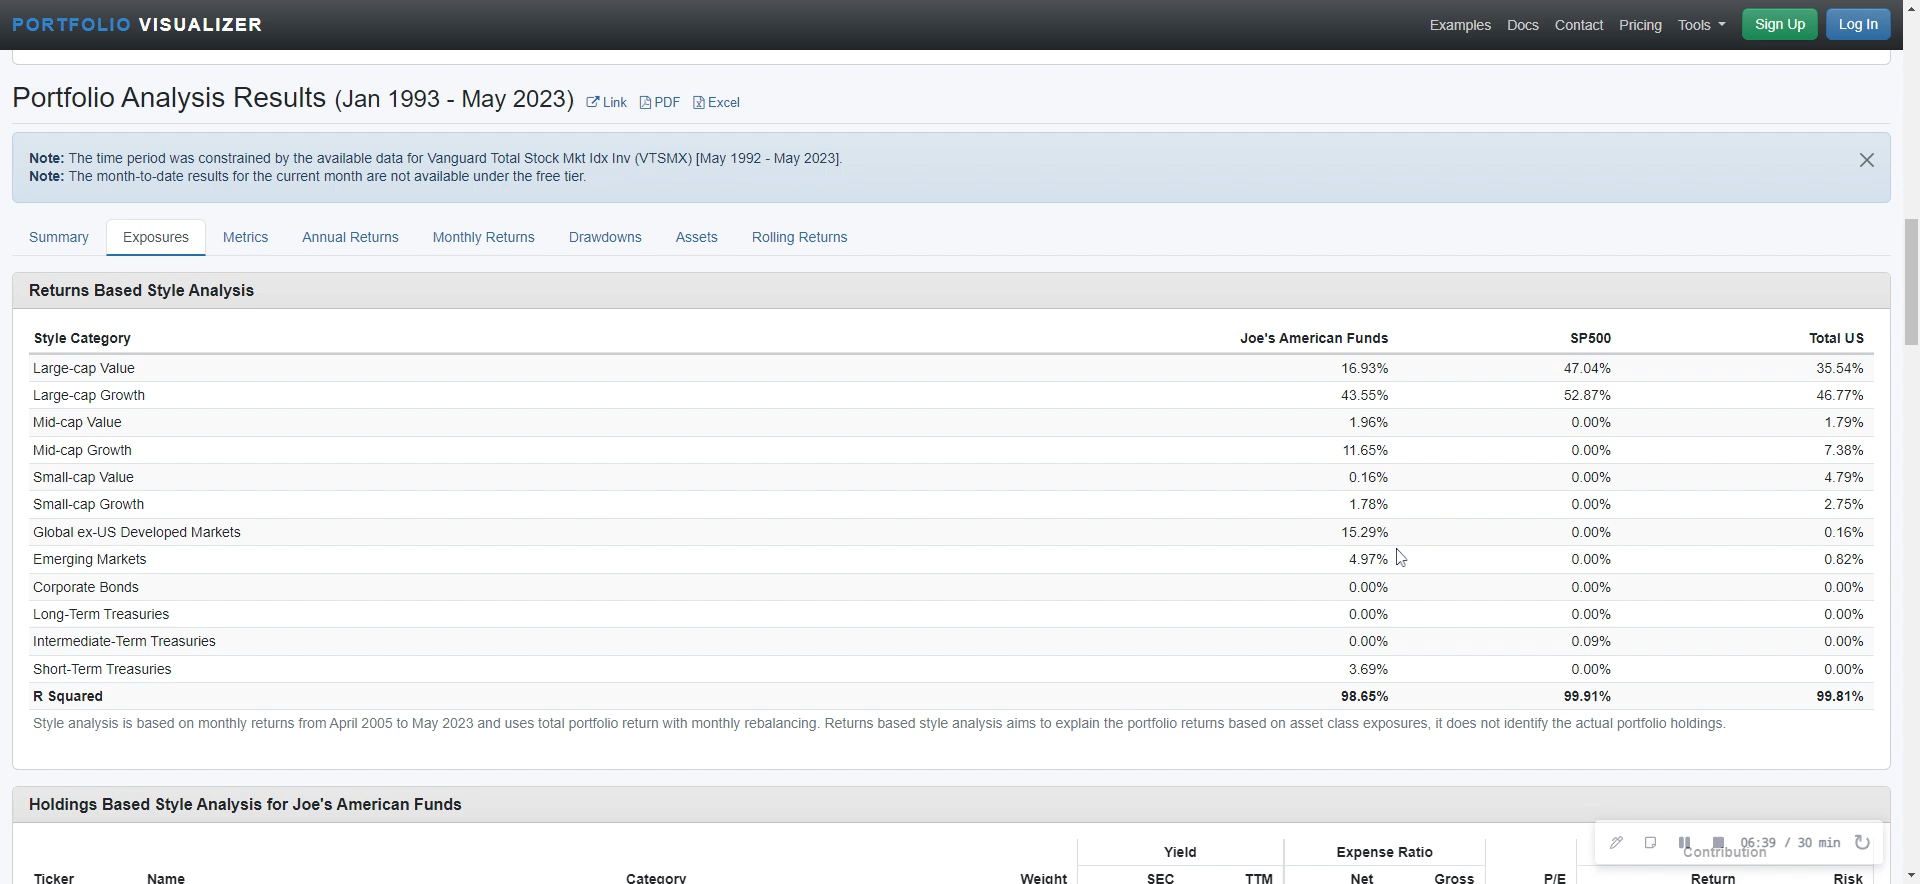 PORTFOLIO VISUALIZER Examples Docs Contact Pricing Tools Sign Up Log In
Portfolio Analysis Results (Jan 1993 - May 2023) Link PDF Excel
Note: The time period was constrained by the available data for Vanguard Total Stock Mkt Idx Inv (VTSMX) [May 1992 - May 2023].
Note: The month-to-date results for the current month are not available under the free tier.
Summary Exposures Metrics Annual Returns Monthly Returns Drawdowns Assets Rolling Returns
Returns Based Style Analysis
Style Category Joe's American Funds SP500 Total US
Large-cap Value 16.93% 47.04% 35.54%
Large-cap Growth 43.55% 52.87% 46.77%
Mid-cap Value 1.96% 0.00% 1.79%
Mid-cap Growth 11.65% 0.00% 7.38%
Small-cap Value 0.16% 0.00% 4.79%
Small-cap Growth 1.78% 0.00% 2.75%
Global ex-US Developed Markets 15.29% 0.00% 0.16%
Emerging Markets 4.97% 0.00% 0.82%
Corporate Bonds 0.00% 0.00% 0.00%
Long-Term Treasuries 0.00% 0.00% 0.00%
Intermediate-Term Treasuries 0.00% 0.09% 0.00%
Short-Term Treasuries 3.69% 0.00% 0.00%
R Squared 98.65% 99.91% 99.81%
Style analysis is based on monthly returns from April 2005 to May 2023 and uses total portfolio return with monthly rebalancing. Returns based style analysis aims to explain the portfolio returns based on asset class exposures, it does not identify the actual portfolio holdings.
Holdings Based Style Analysis for Joe's American Funds
06:39 / 30 min
Yield Expense Ratio Contribution
Ticker Name Category Weight SEC TTM Net Gross P/E Return Risk